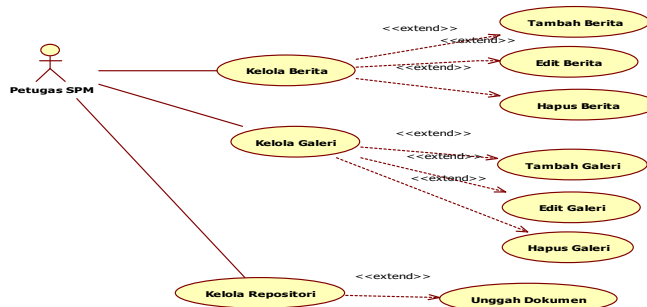 <<extend>>
Tambah Berita
<<extend>>
Edit Berita
<<extend>>
Kelola Berita
Petugas SPM
Hapus Berita
<<extend>>
Kelola Galeri
<<extend>>
Tambah Galeri
<<extend>>
Edit Galeri
Hapus Galeri
<<extend>>
Kelola Repositori
Unggah Dokumen